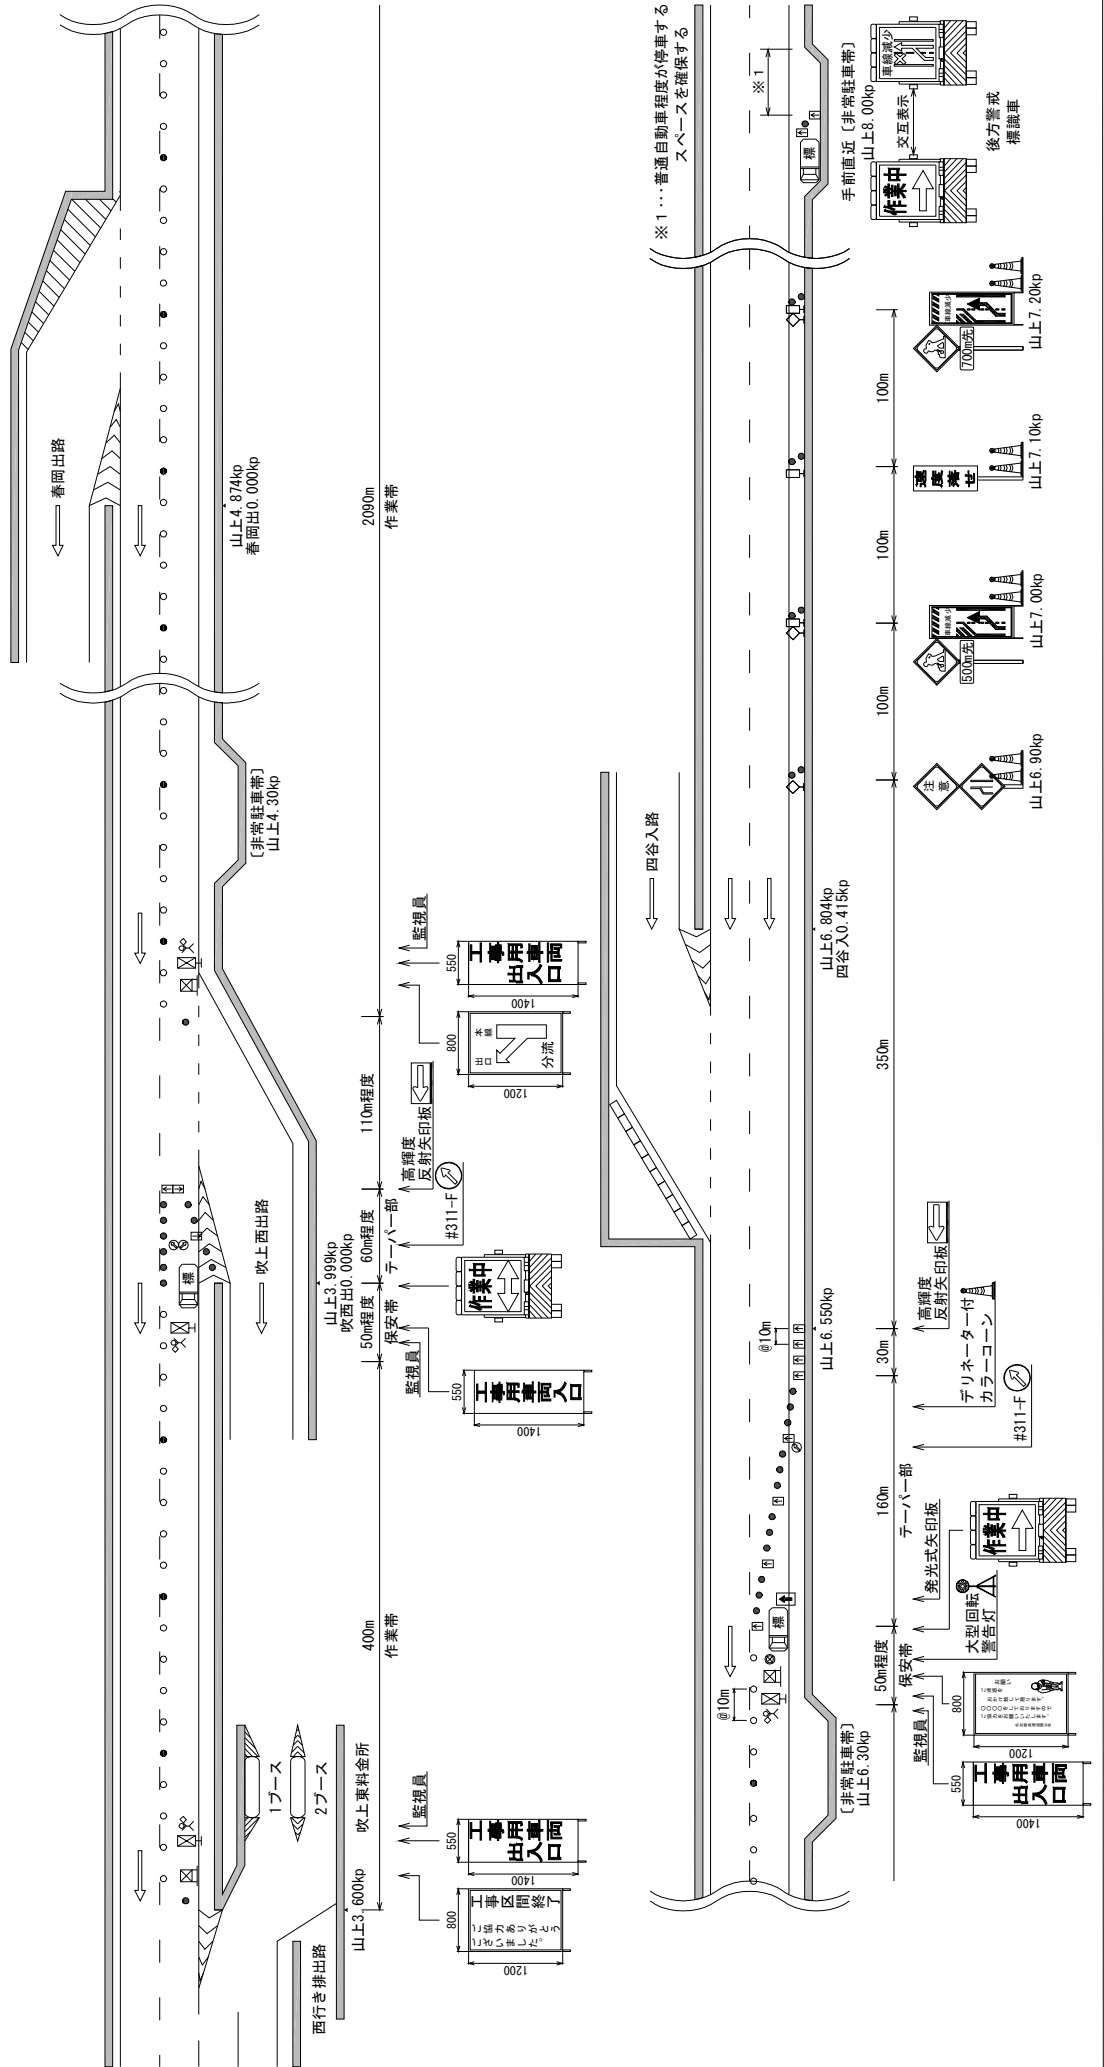 春岡出路
山上4.874kp
春岡出0.000kp
2090m
作業帯
〔非常駐車帯〕
山上4.30kp
監視員
550
工事用車両
出入口
1400
800
本線
出口
分流
1200
110m程度
高輝度
反射矢印板
#311-F
60m程度
テーパー部
吹上西出路
山上3.999kp
吹西出0.000kp
標
作業中
50m程度
保安帯
監視員
550
工事用車両入口
1400
400m
作業帯
1ブース
2ブース
吹上東料金所
監視員
550
工事用車両
出入口
1400
山上3.600kp
800
工事区間終了
ご協力ありがとう
ございました。
1200
西行き排出路
※1・・・普通自動車程度が停車する
スペースを確保する
※1
標
手前直近〔非常駐車帯〕
山上8.00kp
車線減少
交互表示
作業中
後方警戒
標識車
100m
車線減少
700m先
山上7.20kp
100m
速度落せ
山上7.10kp
100m
車線減少
500m先
山上7.00kp
注意
山上6.90kp
四谷入路
山上6.804kp
四谷入0.415kp
350m
@10m
山上6.550kp
30m
高輝度
反射矢印板
デリネーター付
カラーコーン
#311-F
160m
テーパー部
発光式矢印板
作業中
大型回転
警告灯
標
@10m
50m程度
保安帯
監視員
800
お願い
1200
550
工事用車両
出入口
1400
〔非常駐車帯〕
山上6.30kp